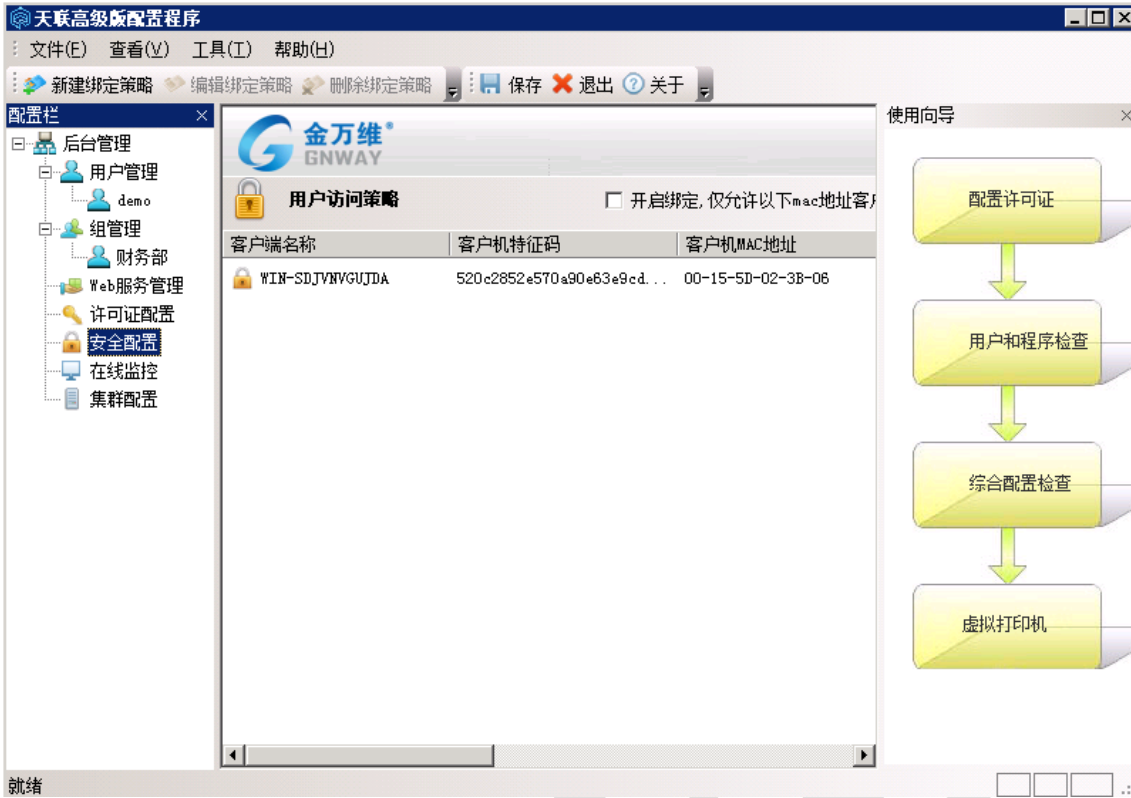 天联高级版配置程序
文件(F) 查看(V) 工具(T) 帮助(H)
新建绑定策略 编辑绑定策略 删除绑定策略 保存 退出 关于
配置栏
后台管理
用户管理
demo
组管理
财务部
Web服务管理
许可证配置
安全配置
在线监控
集群配置
金万维®
GNWAY
用户访问策略 开启绑定,仅允许以下mac地址客户
客户端名称 客户机特征码 客户机MAC地址
WIN-SDJVNVGUJDA 520c2852e570a90e63e9cd... 00-15-5D-02-3B-06
使用向导
配置许可证
用户和程序检查
综合配置检查
虚拟打印机
就绪